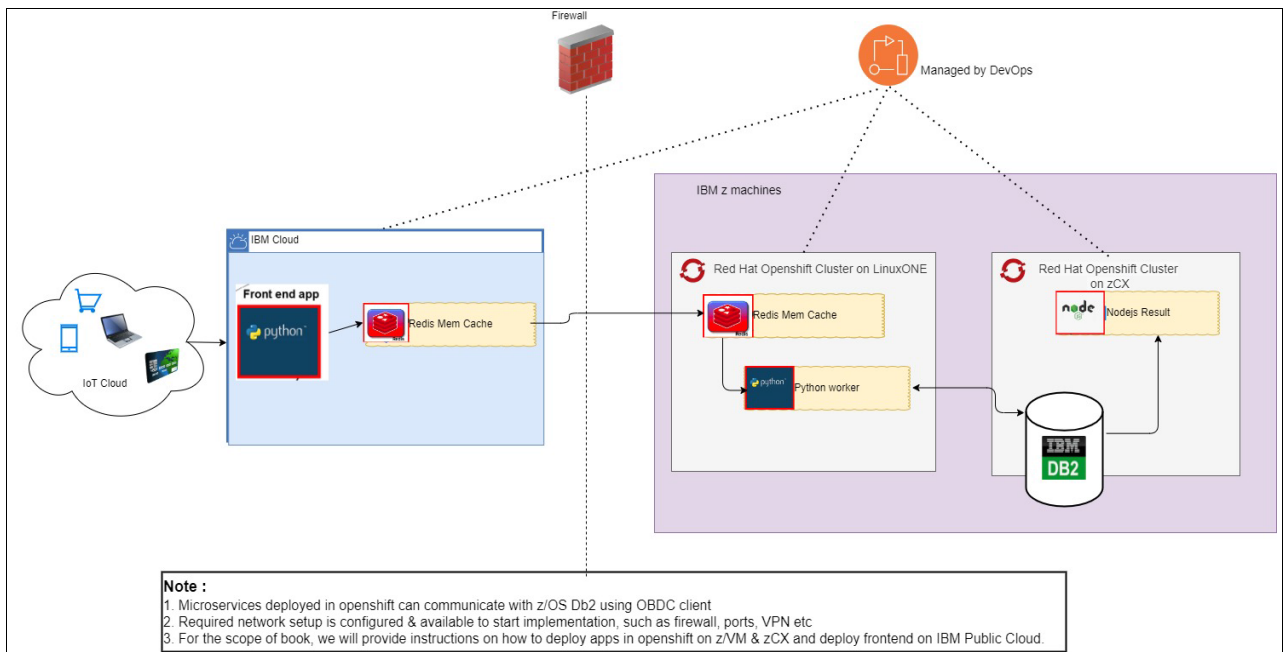 Firewall
Managed by DevOps
IBM z machines
IBM Cloud
Red Hat Openshift Cluster on LinuxONE
Red Hat Openshift Cluster
on zCX
Front end app
python
Redis Mem Cache
Redis Mem Cache
node
Nodejs Result
IoT Cloud
python
Python worker
IBM
DB2
Note :
1. Microservices deployed in openshift can communicate with z/OS Db2 using OBDC client
2. Required network setup is configured & available to start implementation, such as firewall, ports, VPN etc
3. For the scope of book, we will provide instructions on how to deploy apps in openshift on z/VM & zCX and deploy frontend on IBM Public Cloud.